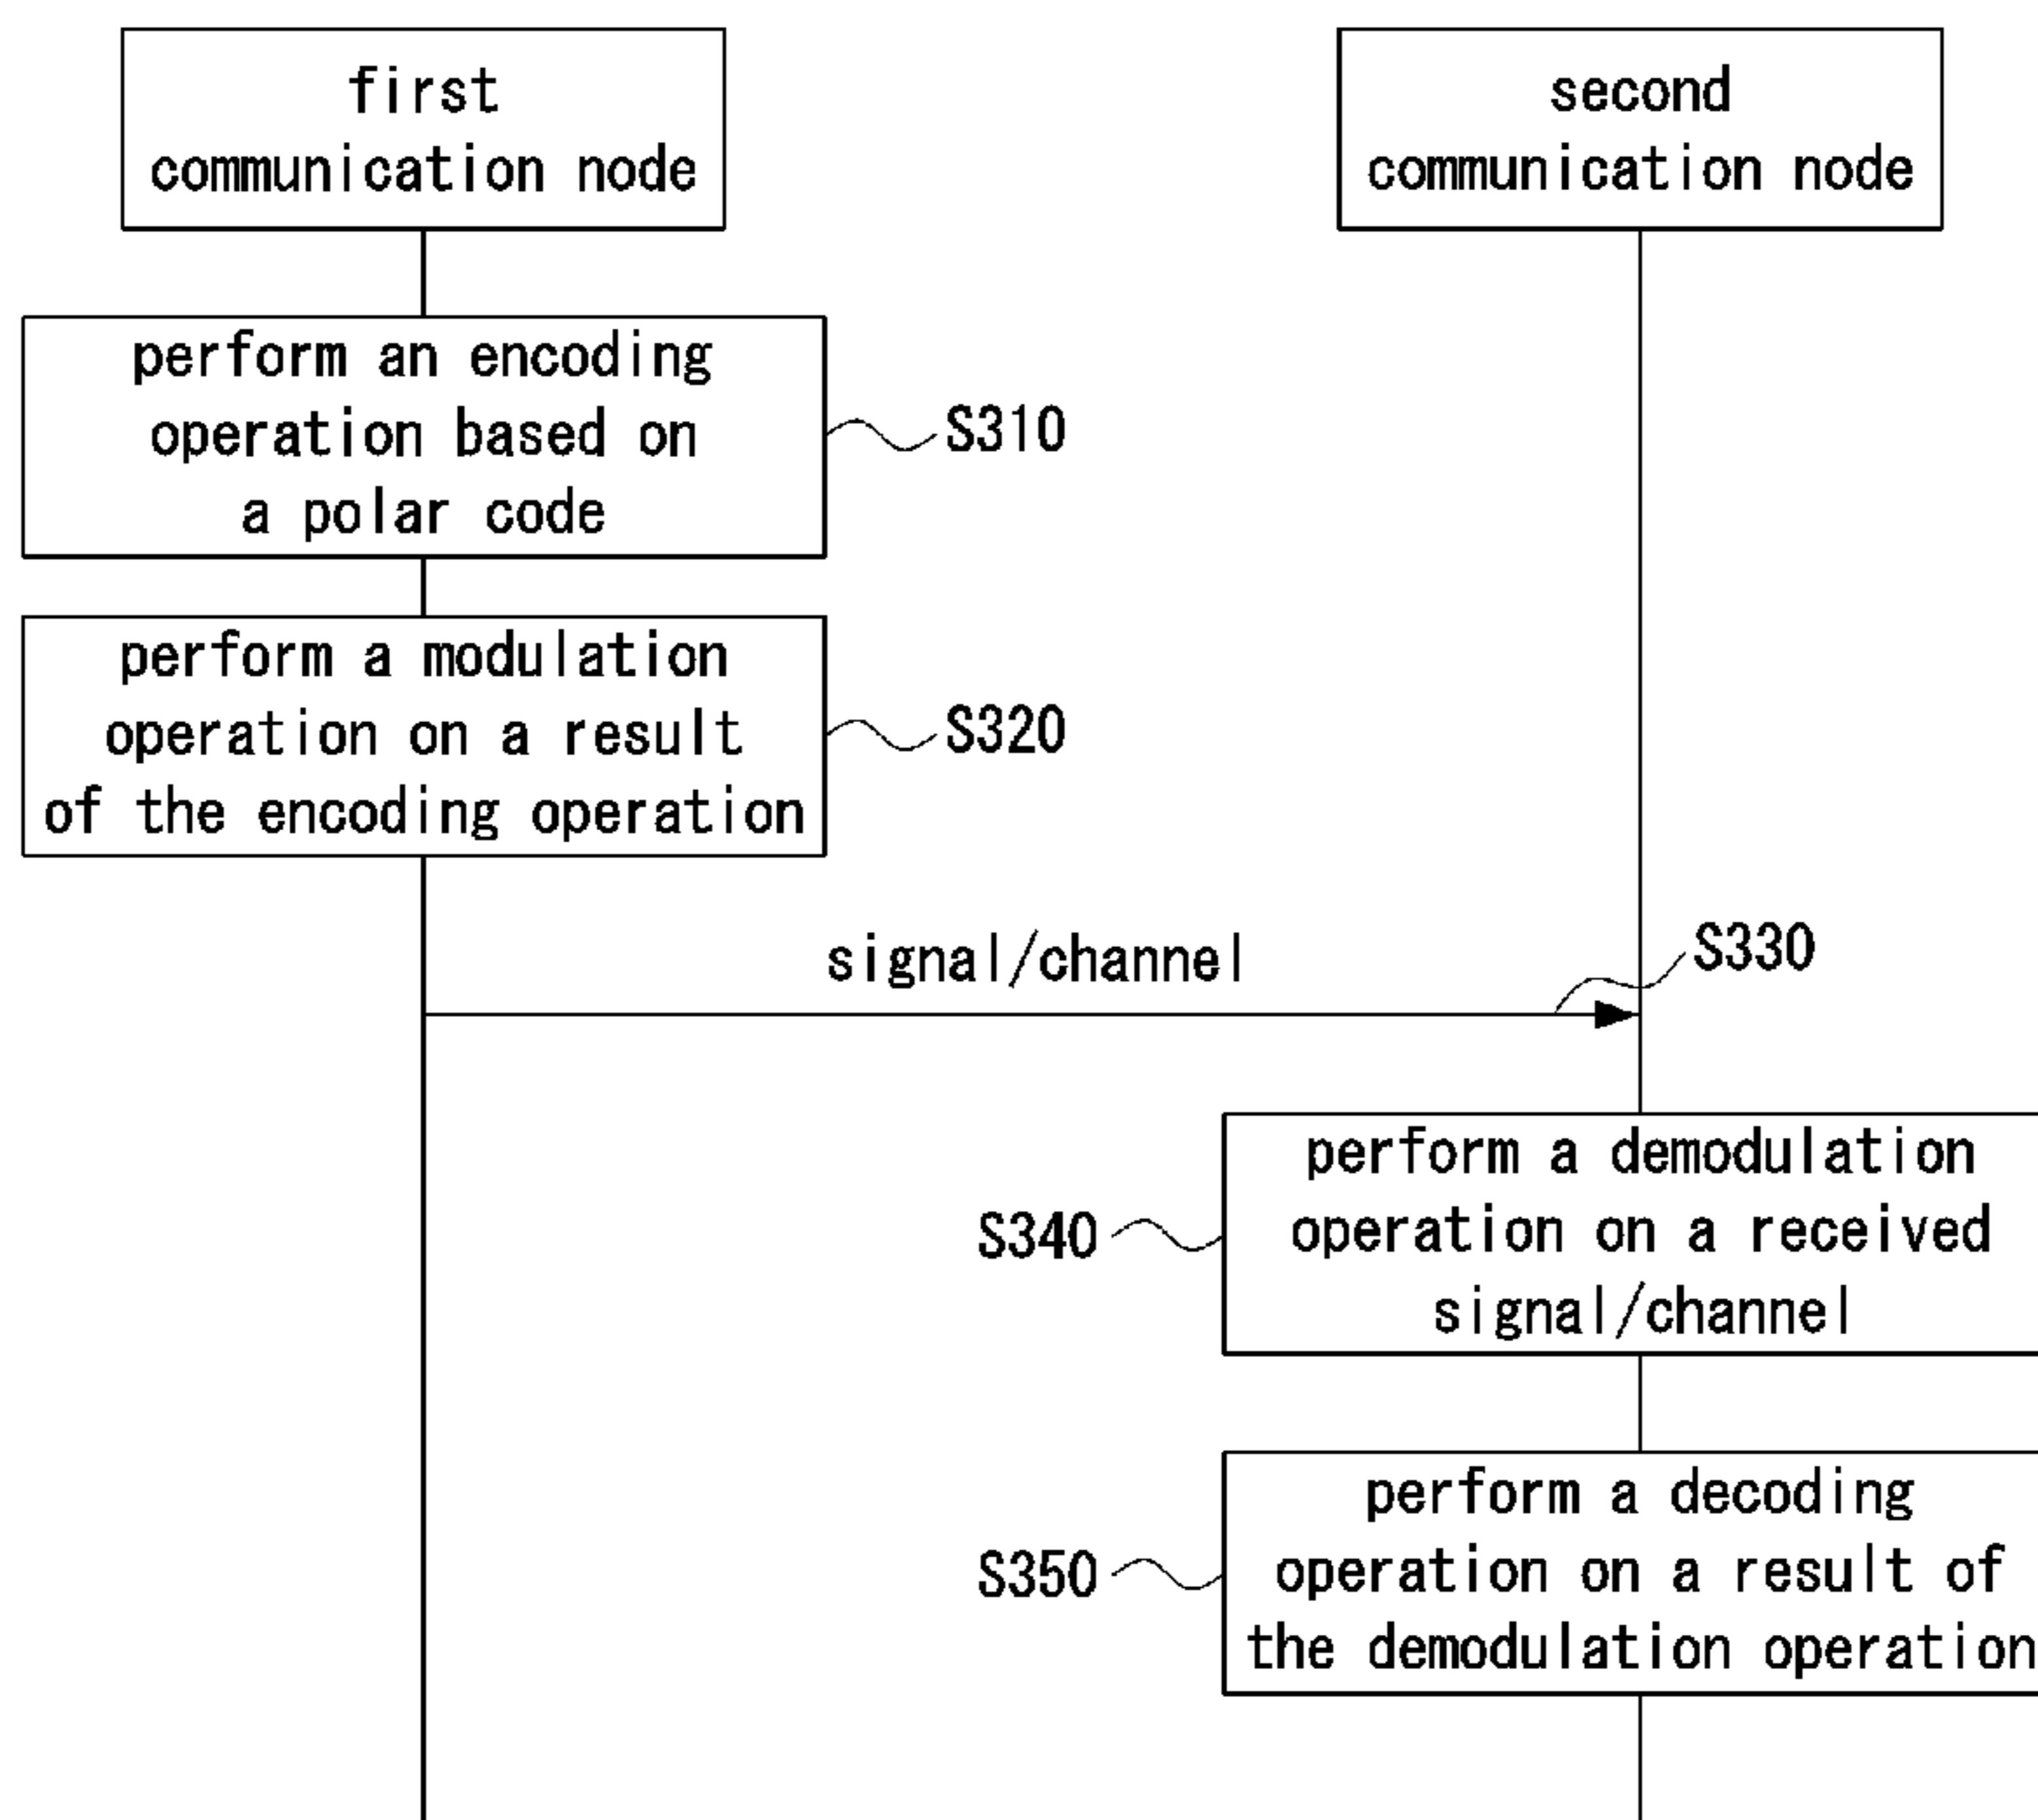 first
communication node
second
communication node
perform an encoding
operation based on
a polar code
S310
perform a modulation
operation on a result
of the encoding operation
S320
signal/channel
S330
perform a demodulation
operation on a received
signal/channel
S340
perform a decoding
operation on a result of
the demodulation operation
S350